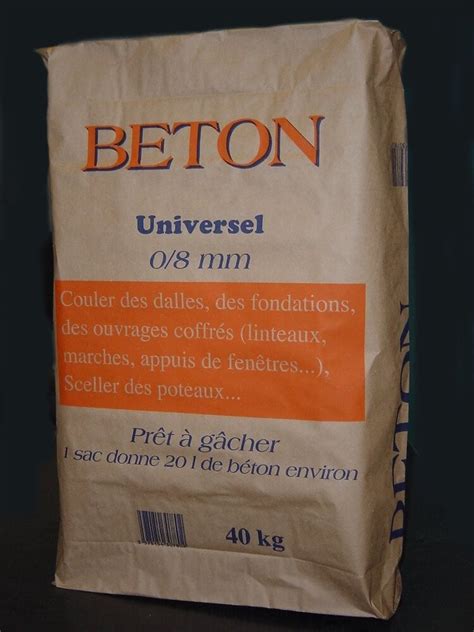 BETON
Universel
0/8 mm
Couler des dalles, des fondations,
des ouvrages coffrés (linteaux,
marches, appuis de fenêtres...),
Sceller des poteaux...
Prêt à gâcher
1 sac donne 20 l de béton environ
40 kg
BETON